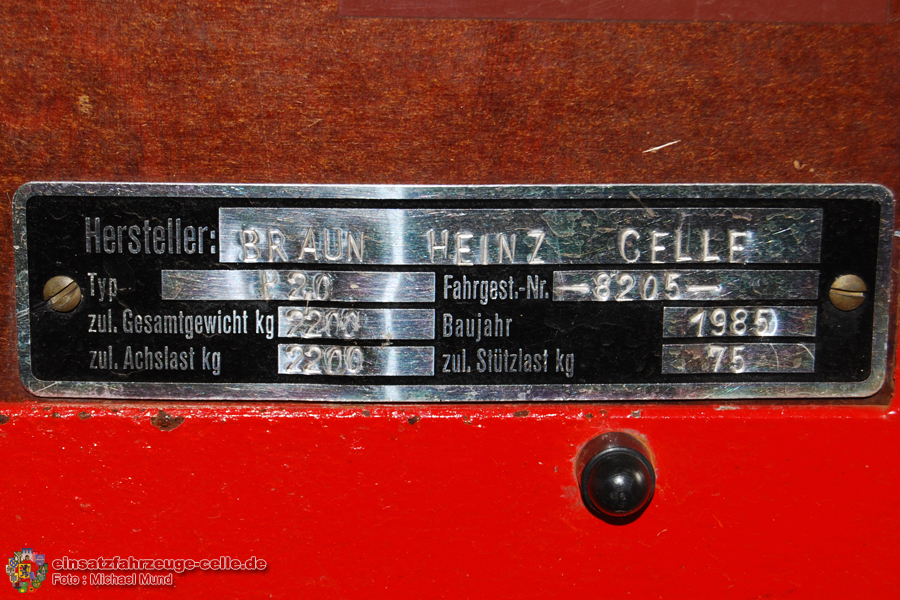 Hersteller: BRAUN HEINZ CELLE
Typ P20 Fahrgest.-Nr. -8205-
zul. Gesamtgewicht kg 2200 Baujahr 1985
zul. Achslast kg 2200 zul. Stützlast kg 75
einsatzfahrzeuge-celle.de
Foto : Michael Mund